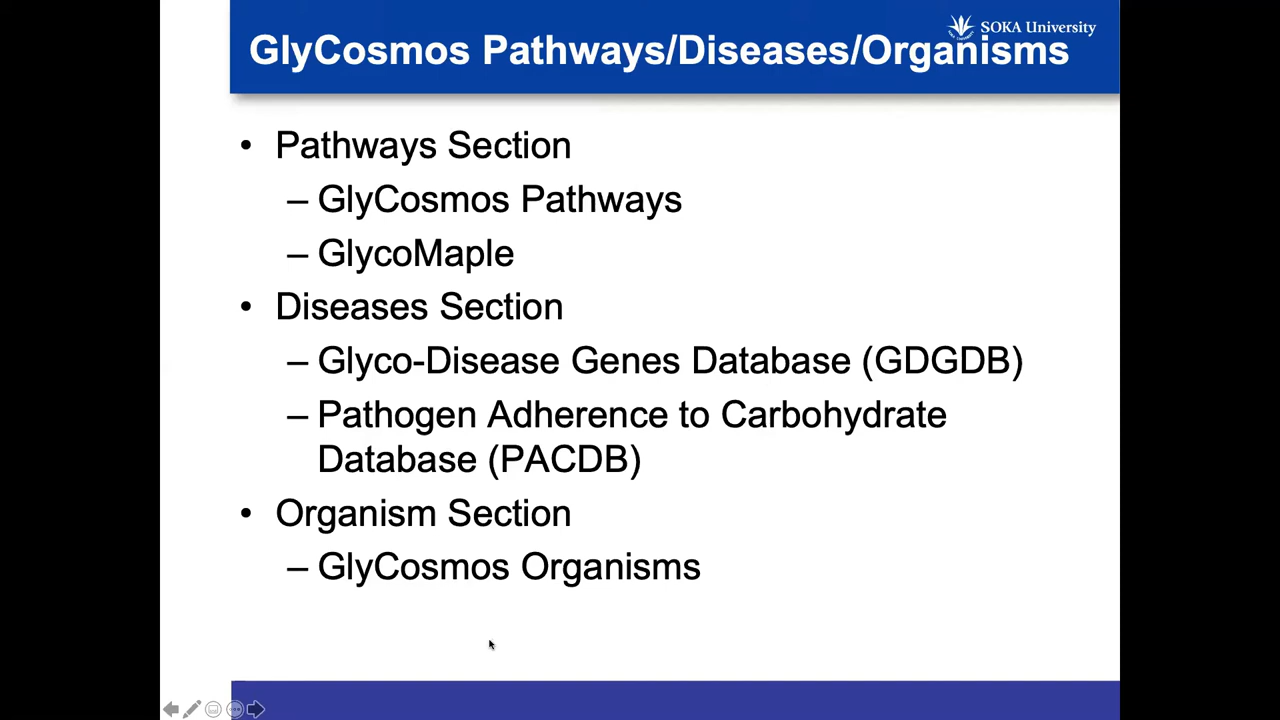 SOKA University
GlyCosmos Pathways/Diseases/Organisms
• Pathways Section
– GlyCosmos Pathways
– GlycoMaple
• Diseases Section
– Glyco-Disease Genes Database (GDGDB)
– Pathogen Adherence to Carbohydrate
Database (PACDB)
• Organism Section
– GlyCosmos Organisms